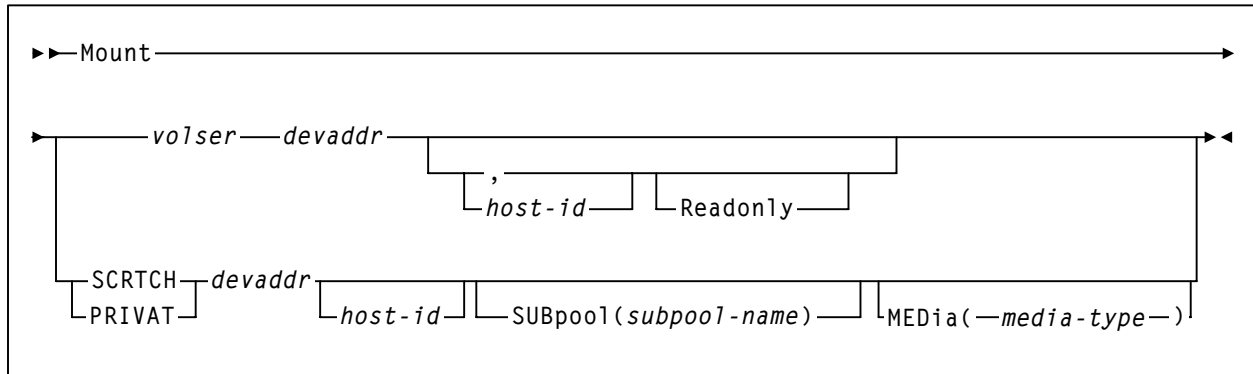 Mount
volser devaddr
,
host-id Readonly
SCRTCH devaddr
PRIVAT host-id SUBpool(subpool-name) MEDia(media-type)